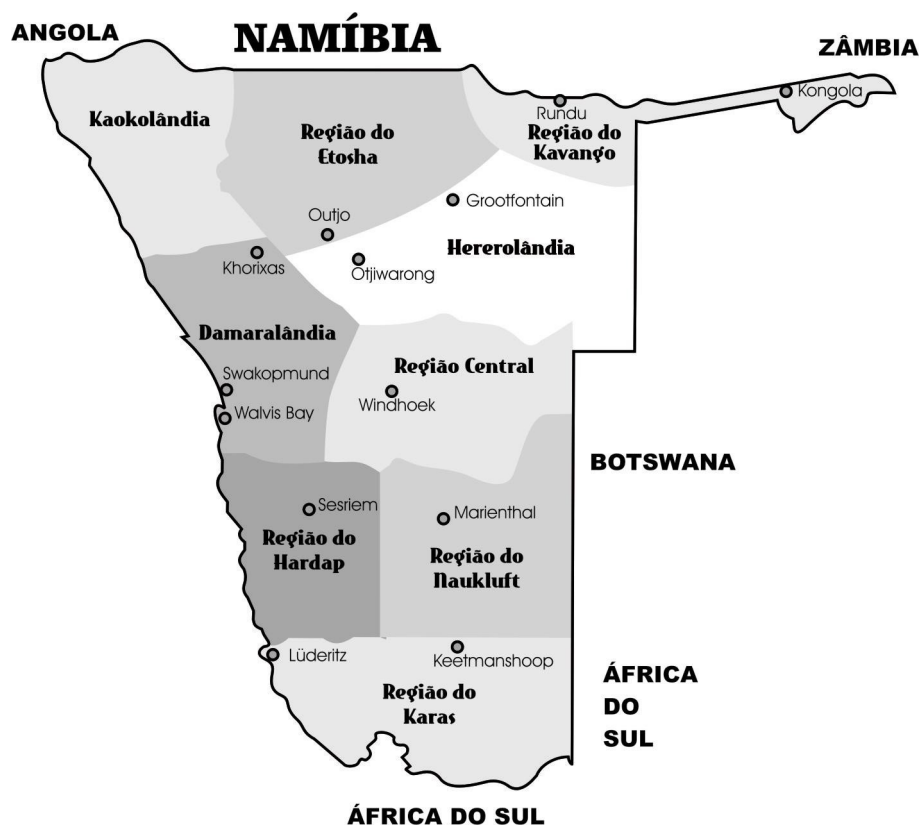 ANGOLA
NAMÍBIA
ZÂMBIA
Kaokolândia
Região do
Etosha
Rundu
Região do
Kavango
Kongola
Grootfontain
Outjo
Hererolândia
Khorixas
Otjiwarong
Damaralândia
Região Central
Swakopmund
Windhoek
Walvis Bay
BOTSWANA
Sesriem
Marienthal
Região do
Hardap
Região do
Naukluft
Lüderitz
Keetmanshoop
Região do
Karas
ÁFRICA
DO
SUL
ÁFRICA DO SUL